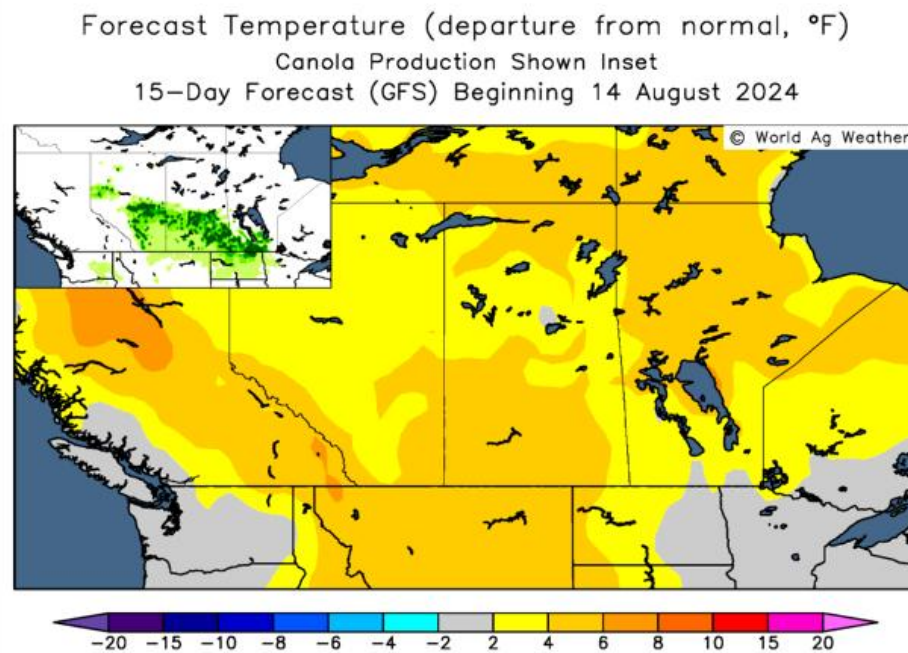 Forecast Temperature (departure from normal, °F)
Canola Production Shown Inset
15-Day Forecast (GFS) Beginning 14 August 2024
© World Ag Weather
-20 -15 -10 -8 -6 -4 -2 2 4 6 8 10 15 20